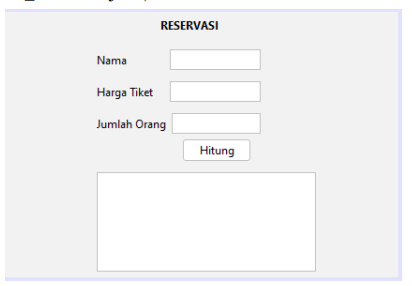 RESERVASI
Nama
Harga Tiket
Jumlah Orang
Hitung